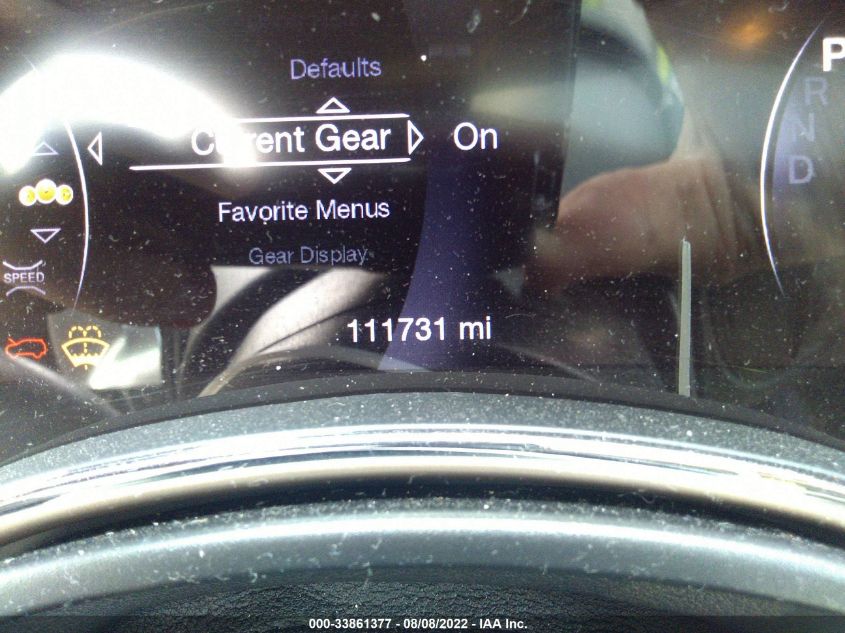 Defaults
Current Gear On
Favorite Menus
Gear Display
SPEED
111731 mi
P
R
N
D
000-33861377 - 08/08/2022 - IAA Inc.